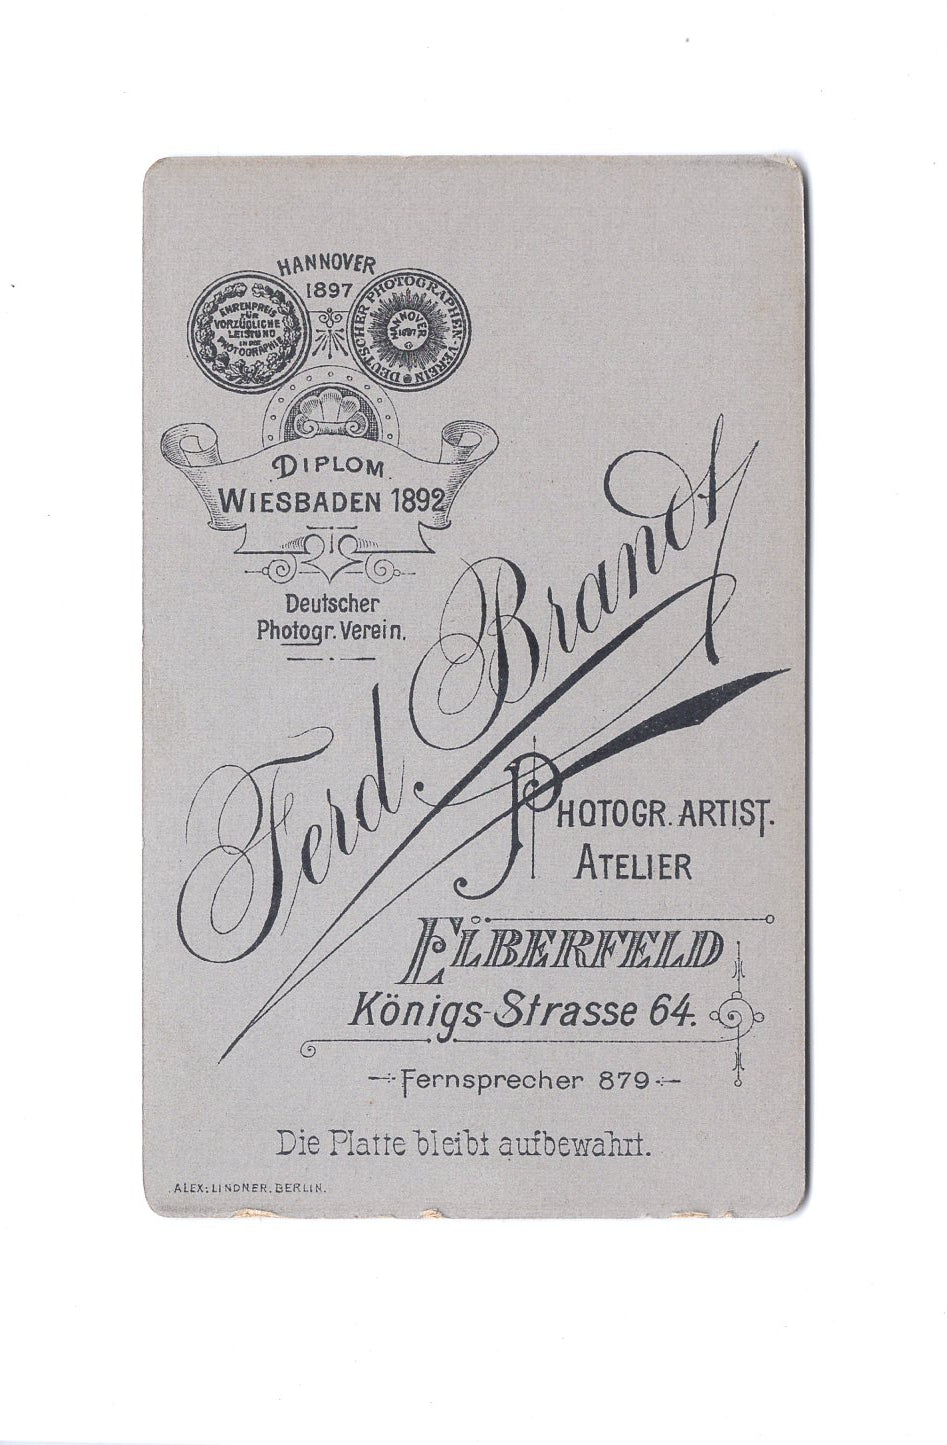 HANNOVER
1897
EHRENPREIS
FÜR
VORZÜGLICHE
LEISTUNG
IN DER
PHOTOGRAPHIE
DEUTSCHER PHOTOGRAPHEN-VEREIN
HANNOVER
1897
DIPLOM
WIESBADEN 1892
Deutscher
Photogr. Verein.
Ferd. Brandt
PHOTOGR. ARTIST.
ATELIER
ELBERFELD
Königs-Strasse 64.
Fernsprecher 879
Die Platte bleibt aufbewahrt.
ALEX: LINDNER. BERLIN.